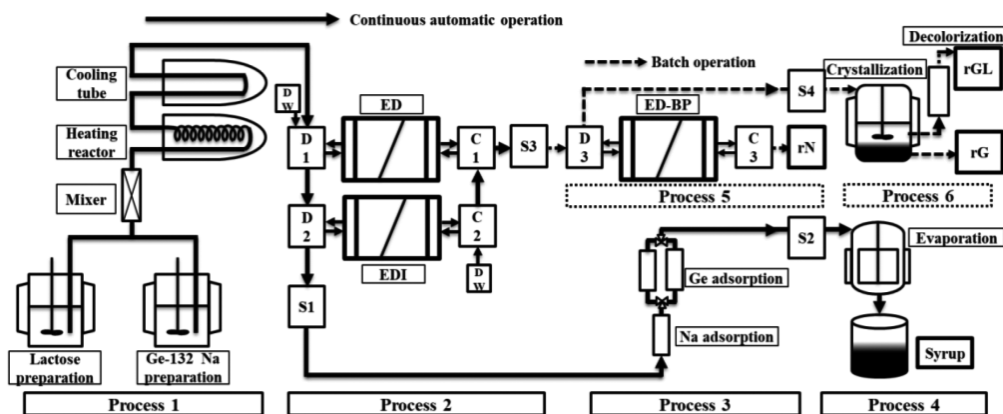 Continuous automatic operation
Cooling
tube
Heating
reactor
Mixer
Lactose
preparation
Ge-132 Na
preparation
Process 1
D
W
D
1
ED
C
1
S3
D
2
EDI
C
2
D
W
S1
Process 2
Batch operation
D
3
ED-BP
C
3
rN
Process 5
S4
Crystallization
Decolorization
rGL
rG
Process 6
Na adsorption
Ge adsorption
Process 3
S2
Evaporation
Syrup
Process 4